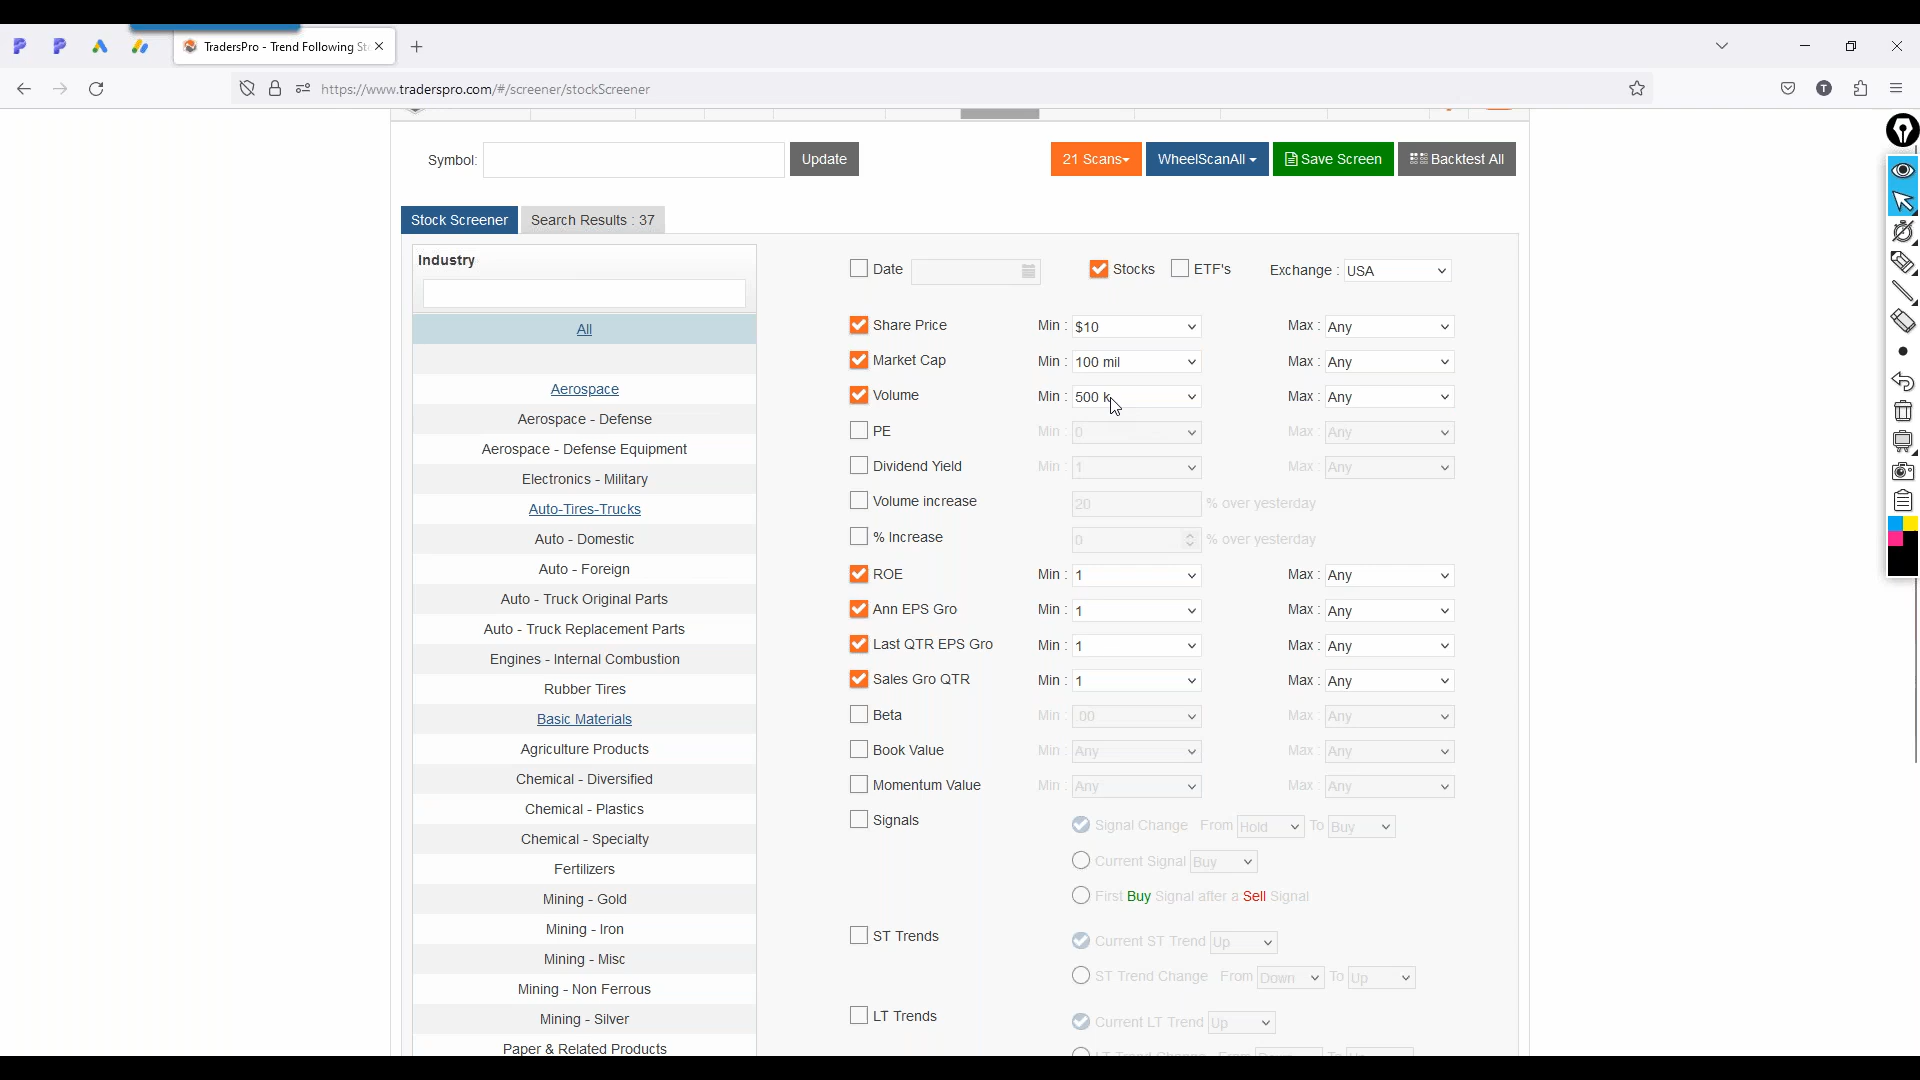 TradersPro - Trend Following St
https://www.traderspro.com/#/screener/stockScreener
T
Symbol:
Update
21 Scans
WheelScanAll
Save Screen
Backtest All
Stock Screener
Search Results : 37
Industry
All
Aerospace
Aerospace - Defense
Aerospace - Defense Equipment
Electronics - Military
Auto-Tires-Trucks
Auto - Domestic
Auto - Foreign
Auto - Truck Original Parts
Auto - Truck Replacement Parts
Engines - Internal Combustion
Rubber Tires
Basic Materials
Agriculture Products
Chemical - Diversified
Chemical - Plastics
Chemical - Specialty
Fertilizers
Mining - Gold
Mining - Iron
Mining - Misc
Mining - Non Ferrous
Mining - Silver
Paper & Related Products
Date Stocks ETF's Exchange : USA
Share Price Min : $10 Max : Any
Market Cap Min : 100 mil Max : Any
Volume Min : 500 k Max : Any
PE Min : 0 Max : Any
Dividend Yield Min : 1 Max : Any
Volume increase 20 % over yesterday
% Increase 0 % over yesterday
ROE Min : 1 Max : Any
Ann EPS Gro Min : 1 Max : Any
Last QTR EPS Gro Min : 1 Max : Any
Sales Gro QTR Min : 1 Max : Any
Beta Min : .00 Max : Any
Book Value Min : Any Max : Any
Momentum Value Min : Any Max : Any
Signals Signal Change From Hold To Buy
Current Signal Buy
First Buy Signal after a Sell Signal
ST Trends Current ST Trend Up
ST Trend Change From Down To Up
LT Trends Current LT Trend Up